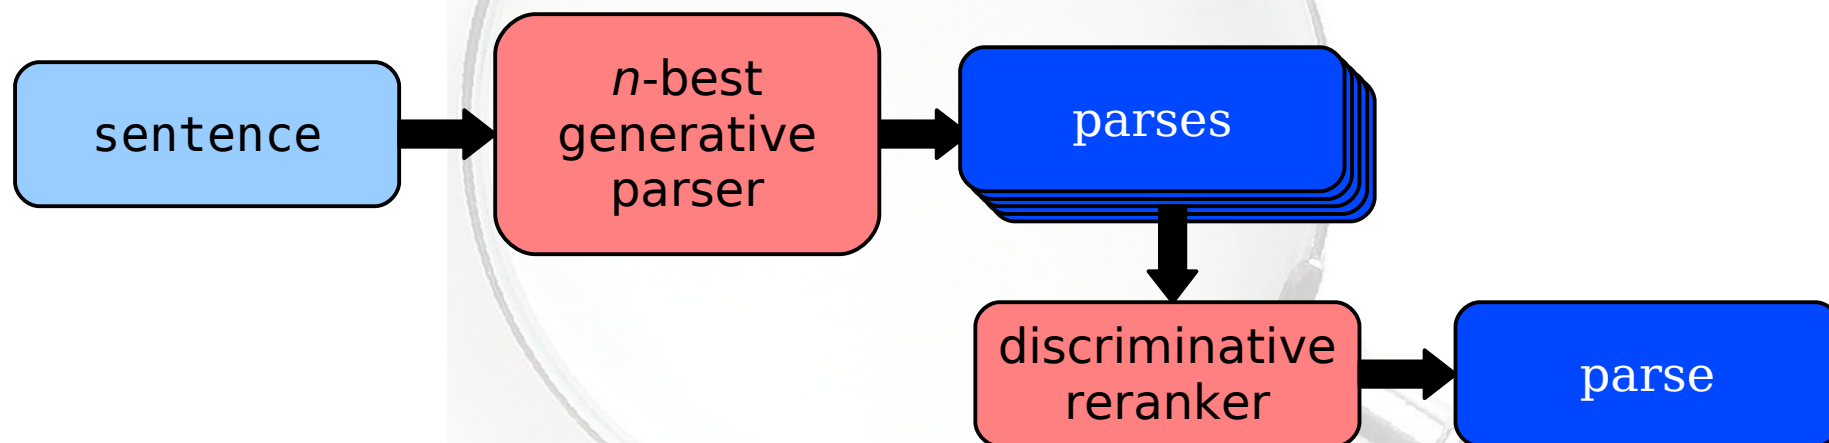 sentence
n-best
generative
parser
parses
discriminative
reranker
parse